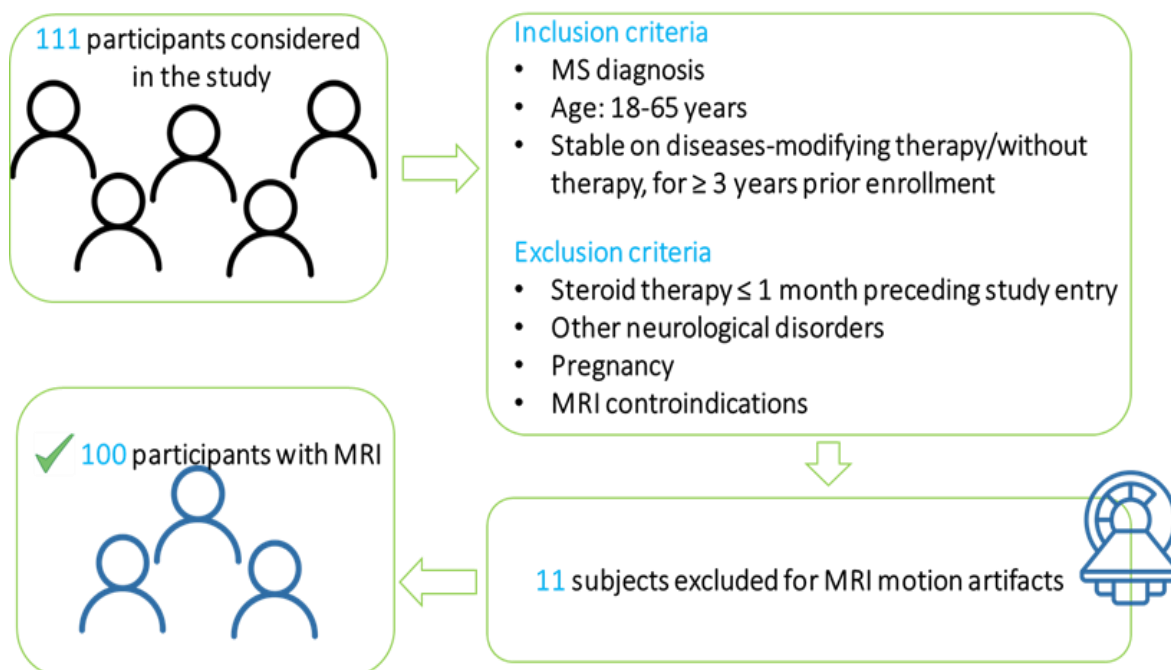 111 participants considered
in the study
Inclusion criteria
• MS diagnosis
• Age: 18-65 years
• Stable on diseases-modifying therapy/without
therapy, for ≥ 3 years prior enrollment
Exclusion criteria
• Steroid therapy ≤ 1 month preceding study entry
• Other neurological disorders
• Pregnancy
• MRI controindications
11 subjects excluded for MRI motion artifacts
100 participants with MRI